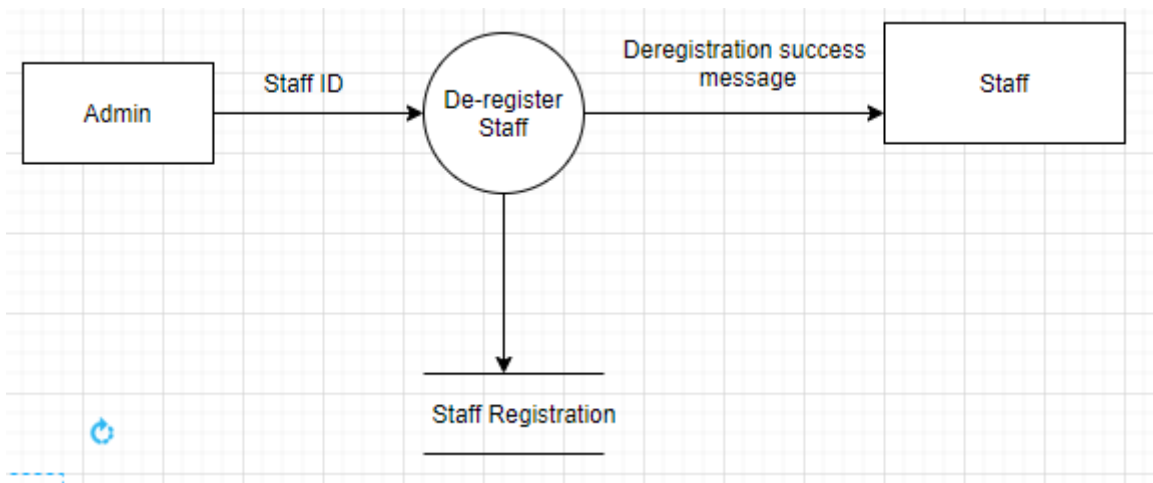 Admin
Staff ID
De-register
Staff
Deregistration success
message
Staff
Staff Registration